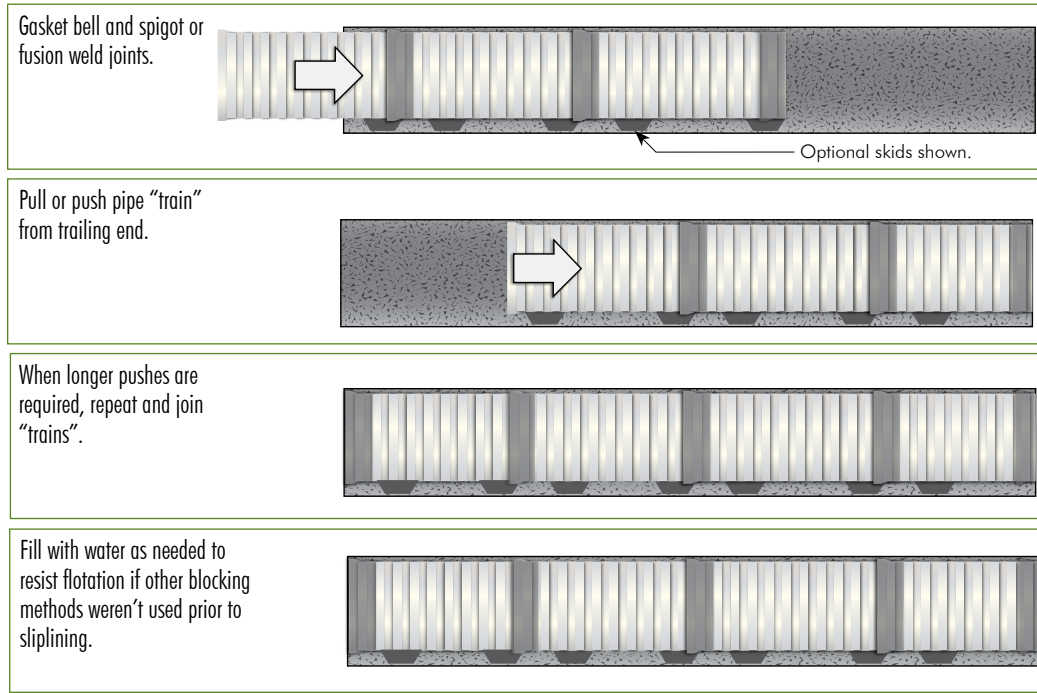 Gasket bell and spigot or
fusion weld joints.
Optional skids shown.
Pull or push pipe “train”
from trailing end.
When longer pushes are
required, repeat and join
“trains”.
Fill with water as needed to
resist flotation if other blocking
methods weren’t used prior to
sliplining.